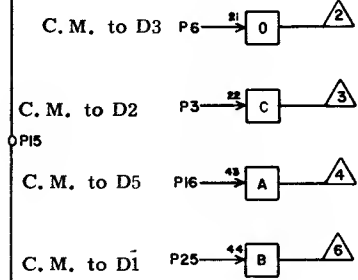 C. M. to D3 P6 21 O 2
C. M. to D2 P3 22 C 3
P15
C. M. to D5 P16 43 A 4
C. M. to D1 P25 44 B 6